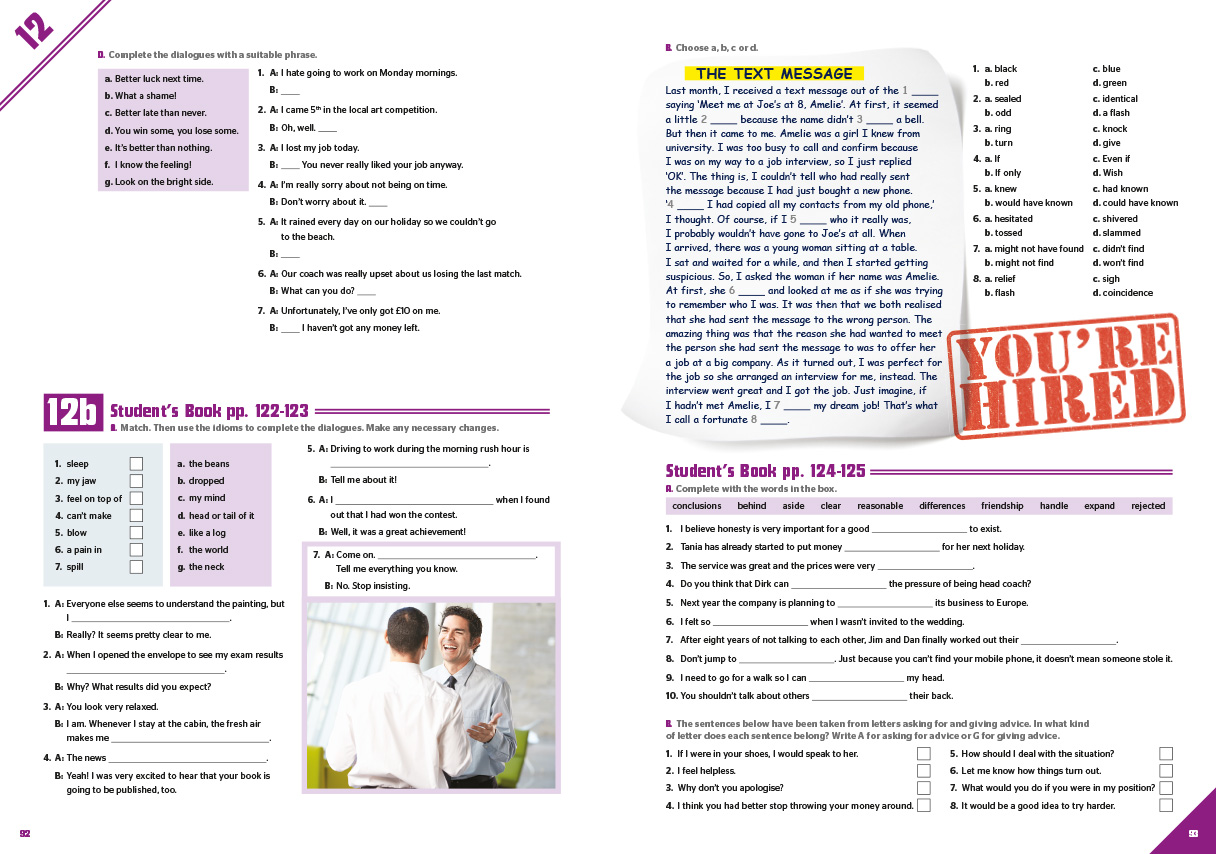 12
D. Complete the dialogues with a suitable phrase.
a. Better luck next time.
b. What a shame!
c. Better late than never.
d. You win some, you lose some.
e. It's better than nothing.
f. I know the feeling!
g. Look on the bright side.
1. A: I hate going to work on Monday mornings.
B: ____
2. A: I came 5th in the local art competition.
B: Oh, well. ____
3. A: I lost my job today.
B: ____ You never really liked your job anyway.
4. A: I'm really sorry about not being on time.
B: Don't worry about it. ____
5. A: It rained every day on our holiday so we couldn't go
to the beach.
B: ____
6. A: Our coach was really upset about us losing the last match.
B: What can you do? ____
7. A: Unfortunately, I've only got £10 on me.
B: ____ I haven't got any money left.
12b Student's Book pp. 122-123
A. Match. Then use the idioms to complete the dialogues. Make any necessary changes.
1. sleep
2. my jaw
3. feel on top of
4. can't make
5. blow
6. a pain in
7. spill
a. the beans
b. dropped
c. my mind
d. head or tail of it
e. like a log
f. the world
g. the neck
1. A: Everyone else seems to understand the painting, but
I ____________________.
B: Really? It seems pretty clear to me.
2. A: When I opened the envelope to see my exam results
____________________.
B: Why? What results did you expect?
3. A: You look very relaxed.
B: I am. Whenever I stay at the cabin, the fresh air
makes me ____________________.
4. A: The news ____________________.
B: Yeah! I was very excited to hear that your book is
going to be published, too.
5. A: Driving to work during the morning rush hour is
____________________.
B: Tell me about it!
6. A: I ____________________ when I found
out that I had won the contest.
B: Well, it was a great achievement!
7. A: Come on. ____________________.
Tell me everything you know.
B: No. Stop insisting.
92
B. Choose a, b, c or d.
THE TEXT MESSAGE
Last month, I received a text message out of the 1 ____
saying 'Meet me at Joe's at 8, Amelie'. At first, it seemed
a little 2 ____ because the name didn't 3 ____ a bell.
But then it came to me. Amelie was a girl I knew from
university. I was too busy to call and confirm because
I was on my way to a job interview, so I just replied
'OK'. The thing is, I couldn't tell who had really sent
the message because I had just bought a new phone.
'4 ____ I had copied all my contacts from my old phone,'
I thought. Of course, if I 5 ____ who it really was,
I probably wouldn't have gone to Joe's at all. When
I arrived, there was a young woman sitting at a table.
I sat and waited for a while, and then I started getting
suspicious. So, I asked the woman if her name was Amelie.
At first, she 6 ____ and looked at me as if she was trying
to remember who I was. It was then that we both realised
that she had sent the message to the wrong person. The
amazing thing was that the reason she had wanted to meet
the person she had sent the message to was to offer her
a job at a big company. As it turned out, I was perfect for
the job so she arranged an interview for me, instead. The
interview went great and I got the job. Just imagine, if
I hadn't met Amelie, I 7 ____ my dream job! That's what
I call a fortunate 8 ____.
1. a. black c. blue
b. red d. green
2. a. sealed c. identical
b. odd d. a flash
3. a. ring c. knock
b. turn d. give
4. a. If c. Even if
b. If only d. Wish
5. a. knew c. had known
b. would have known d. could have known
6. a. hesitated c. shivered
b. tossed d. slammed
7. a. might not have found c. didn't find
b. might not find d. won't find
8. a. relief c. sigh
b. flash d. coincidence
YOU'RE
HIRED
Student's Book pp. 124-125
A. Complete with the words in the box.
conclusions behind aside clear reasonable differences friendship handle expand rejected
1. I believe honesty is very important for a good ____________________ to exist.
2. Tania has already started to put money ____________________ for her next holiday.
3. The service was great and the prices were very ____________________.
4. Do you think that Dirk can ____________________ the pressure of being head coach?
5. Next year the company is planning to ____________________ its business to Europe.
6. I felt so ____________________ when I wasn't invited to the wedding.
7. After eight years of not talking to each other, Jim and Dan finally worked out their ____________________.
8. Don't jump to ____________________. Just because you can't find your mobile phone, it doesn't mean someone stole it.
9. I need to go for a walk so I can ____________________ my head.
10. You shouldn't talk about others ____________________ their back.
B. The sentences below have been taken from letters asking for and giving advice. In what kind
of letter does each sentence belong? Write A for asking for advice or G for giving advice.
1. If I were in your shoes, I would speak to her.
2. I feel helpless.
3. Why don't you apologise?
4. I think you had better stop throwing your money around.
5. How should I deal with the situation?
6. Let me know how things turn out.
7. What would you do if you were in my position?
8. It would be a good idea to try harder.
93